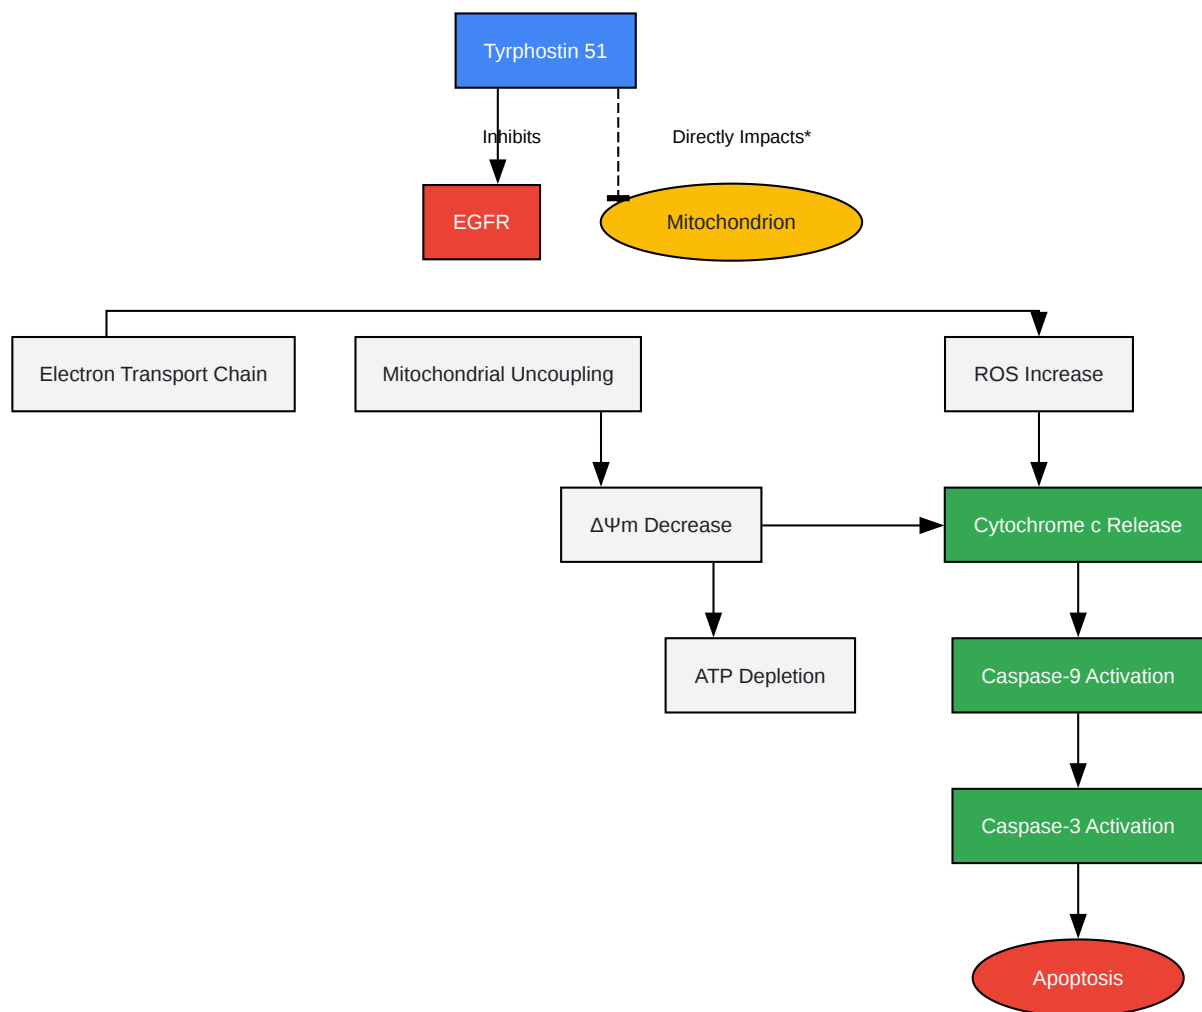 Tyrphostin 51
Inhibits
Directly Impacts*
EGFR
Mitochondrion
Electron Transport Chain
Mitochondrial Uncoupling
ROS Increase
ΔΨm Decrease
Cytochrome c Release
ATP Depletion
Caspase-9 Activation
Caspase-3 Activation
Apoptosis